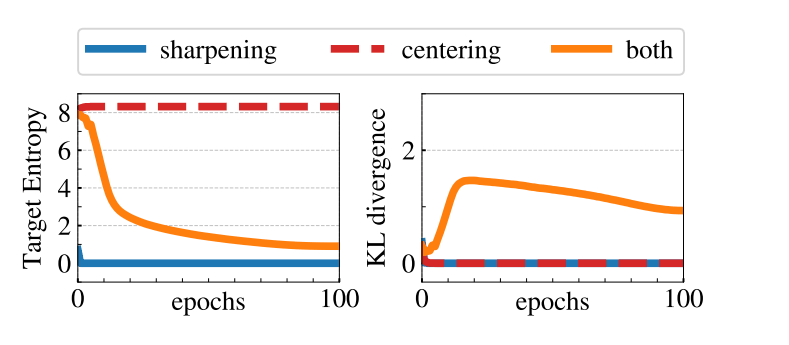 sharpening centering both
Target Entropy
8
6
4
2
0
0 epochs 100
KL divergence
2
0
0 epochs 100